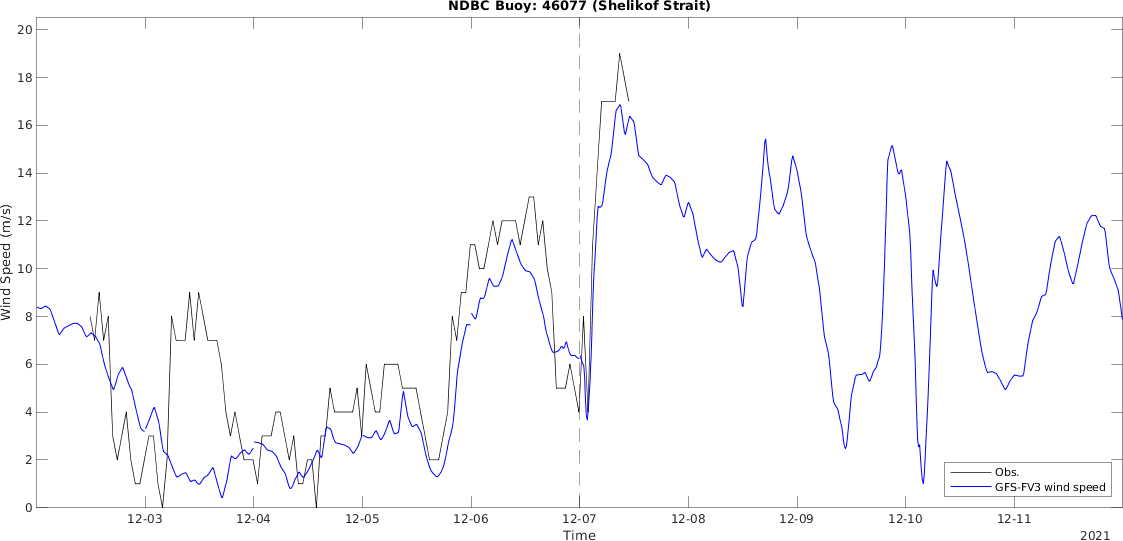 NDBC Buoy: 46077 (Shelikof Strait)
20
18
16
14
12
10
8
6
4
2
0
Wind Speed (m/s)
Obs.
GFS-FV3 wind speed
12-03 12-04 12-05 12-06 12-07 12-08 12-09 12-10 12-11
Time
2021